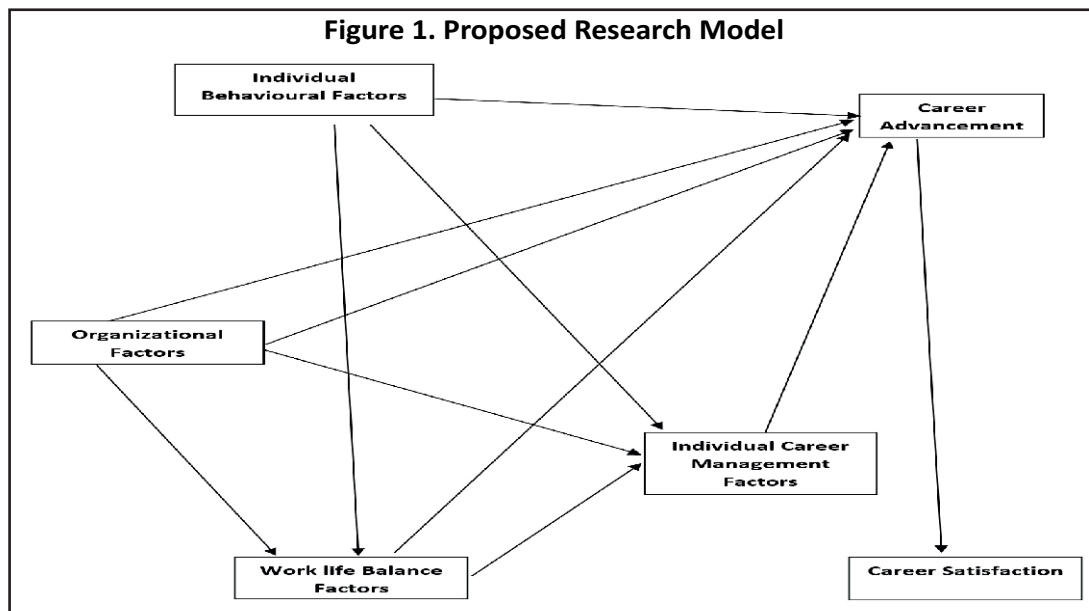 Figure 1. Proposed Research Model
Individual
Behavioural Factors
Career
Advancement
Organizational
Factors
Individual Career
Management
Factors
Work life Balance
Factors
Career Satisfaction